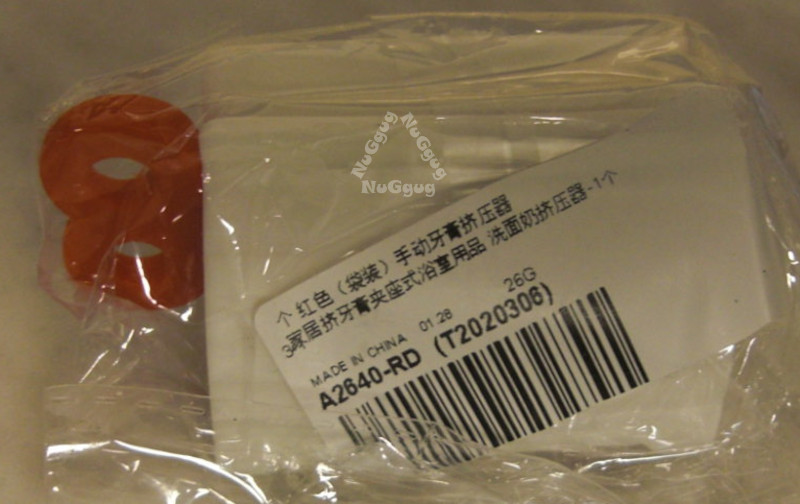 NuGgug
NuGgug
NuGgug
个 红色（袋装）手动牙膏挤压器
3家居挤牙膏夹座式浴室用品 洗面奶挤压器-1个
MADE IN CHINA 01.28 26G
A2640-RD (T2020306)